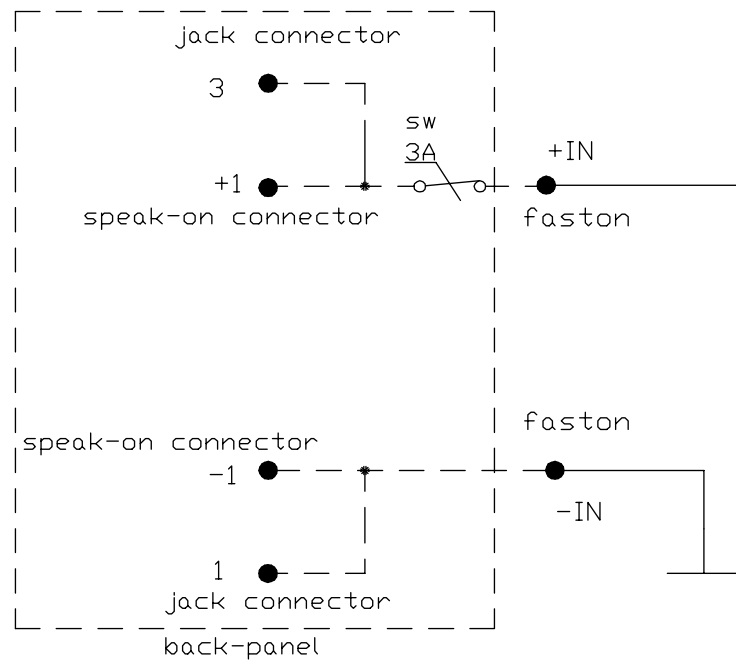 jack connector
3
sw
3A
+IN
+1
speak-on connector
faston
faston
speak-on connector
-1
-IN
1
jack connector
back-panel